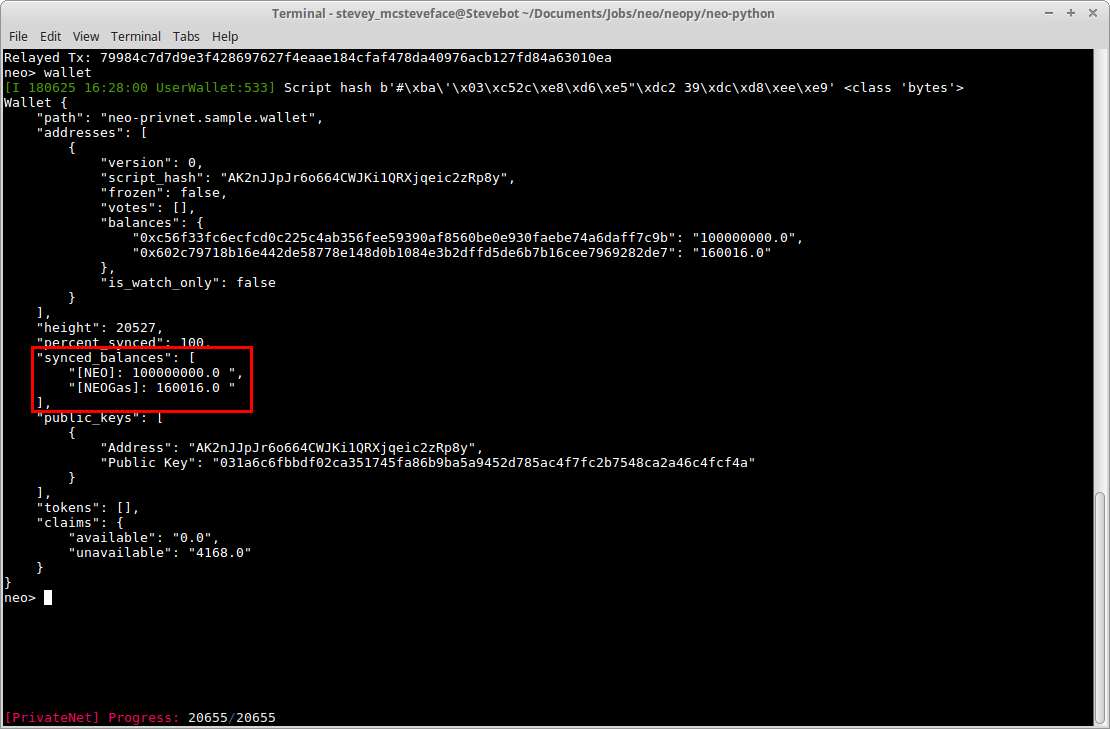 Terminal - stevey_mcsteveface@Stevebot ~/Documents/Jobs/neo/neopy/neo-python
File Edit View Terminal Tabs Help
Relayed Tx: 79984c7d7d9e3f428697627f4eaae184cfaf478da40976acb127fd84a63010ea
neo> wallet
[I 180625 16:28:00 UserWallet:533] Script hash b'#\xba\'\x03\xc52c\xe8\xd6\xe5"\xdc2 39\xdc\xd8\xee\xe9' <class 'bytes'>
Wallet {
    "path": "neo-privnet.sample.wallet",
    "addresses": [
        {
            "version": 0,
            "script_hash": "AK2nJJpJr6o664CWJKi1QRXjqeic2zRp8y",
            "frozen": false,
            "votes": [],
            "balances": {
                "0xc56f33fc6ecfcd0c225c4ab356fee59390af8560be0e930faebe74a6daff7c9b": "100000000.0",
                "0x602c79718b16e442de58778e148d0b1084e3b2dffd5de6b7b16cee7969282de7": "160016.0"
            },
            "is_watch_only": false
        }
    ],
    "height": 20527,
    "percent_synced": 100,
    "synced_balances": [
        "[NEO]: 100000000.0 ",
        "[NEOGas]: 160016.0 "
    ],
    "public_keys": [
        {
            "Address": "AK2nJJpJr6o664CWJKi1QRXjqeic2zRp8y",
            "Public Key": "031a6c6fbbdf02ca351745fa86b9ba5a9452d785ac4f7fc2b7548ca2a46c4fcf4a"
        }
    ],
    "tokens": [],
    "claims": {
        "available": "0.0",
        "unavailable": "4168.0"
    }
}
neo>
[PrivateNet] Progress: 20655/20655